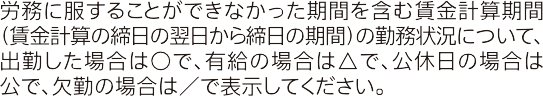 労務に服することができなかった期間を含む賃金計算期間
（賃金計算の締日の翌日から締日の期間）の勤務状況について、
出勤した場合は〇で、有給の場合は△で、公休日の場合は
公で、欠勤の場合は／で表示してください。